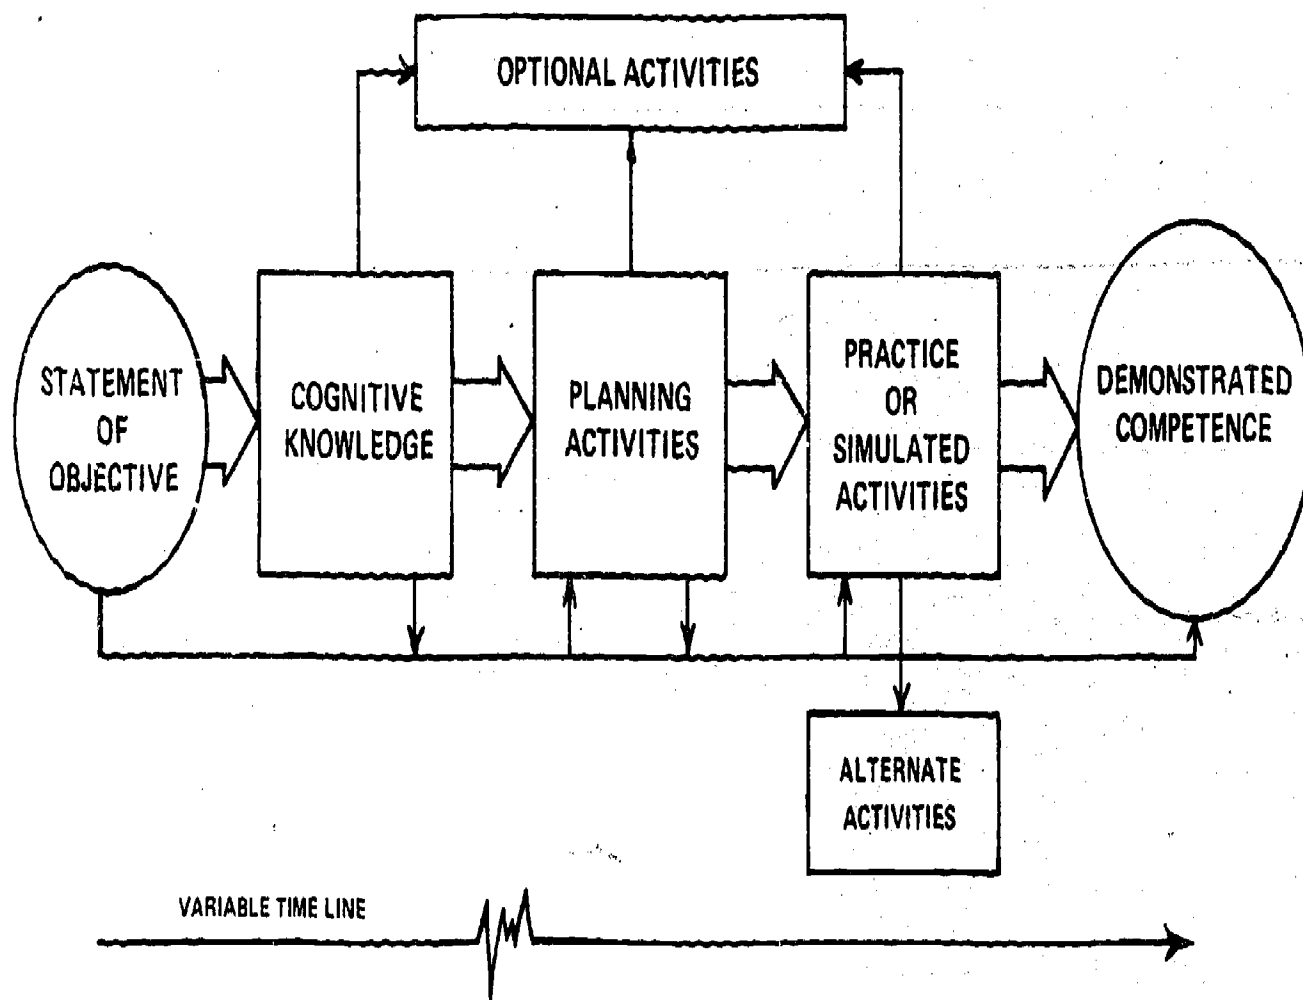 OPTIONAL ACTIVITIES
STATEMENT
OF
OBJECTIVE
COGNITIVE
KNOWLEDGE
PLANNING
ACTIVITIES
PRACTICE
OR
SIMULATED
ACTIVITIES
DEMONSTRATED
COMPETENCE
ALTERNATE
ACTIVITIES
VARIABLE TIME LINE